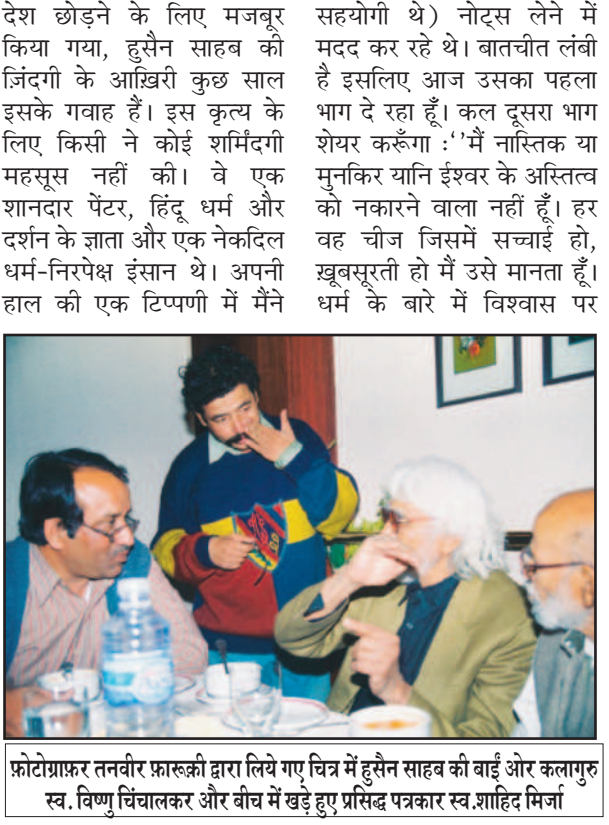 देश छोड़ने के लिए मजबूर
किया गया, हुसैन साहब की
ज़िंदगी के आख़िरी कुछ साल
इसके गवाह हैं। इस कृत्य के
लिए किसी ने कोई शर्मिंदगी
महसूस नहीं की। वे एक
शानदार पेंटर, हिंदू धर्म और
दर्शन के ज्ञाता और एक नेकदिल
धर्म-निरपेक्ष इंसान थे। अपनी
हाल की एक टिप्पणी में मैंने
सहयोगी थे) नोट्स लेने में
मदद कर रहे थे। बातचीत लंबी
है इसलिए आज उसका पहला
भाग दे रहा हूँ। कल दूसरा भाग
शेयर करूँगा :‘’मैं नास्तिक या
मुनकिर यानि ईश्वर के अस्तित्व
को नकारने वाला नहीं हूँ। हर
वह चीज जिसमें सच्चाई हो,
ख़ूबसूरती हो मैं उसे मानता हूँ।
धर्म के बारे में विश्वास पर
फ़ोटोग्राफ़र तनवीर फ़ारूक़ी द्वारा लिये गए चित्र में हुसैन साहब की बाईं ओर कलागुरु
स्व. विष्णु चिंचालकर और बीच में खड़े हुए प्रसिद्ध पत्रकार स्व.शाहिद मिर्जा